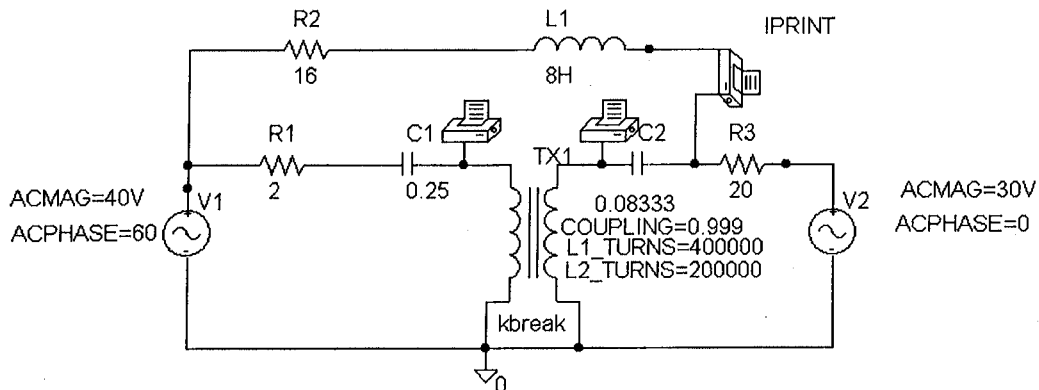 R2
L1
IPRINT
16
8H
R1
C1
C2
R3
TX1
2
0.25
20
ACMAG=40V
V1
0.08333
V2
ACMAG=30V
ACPHASE=60
COUPLING=0.999
ACPHASE=0
L1_TURNS=400000
L2_TURNS=200000
kbreak
0